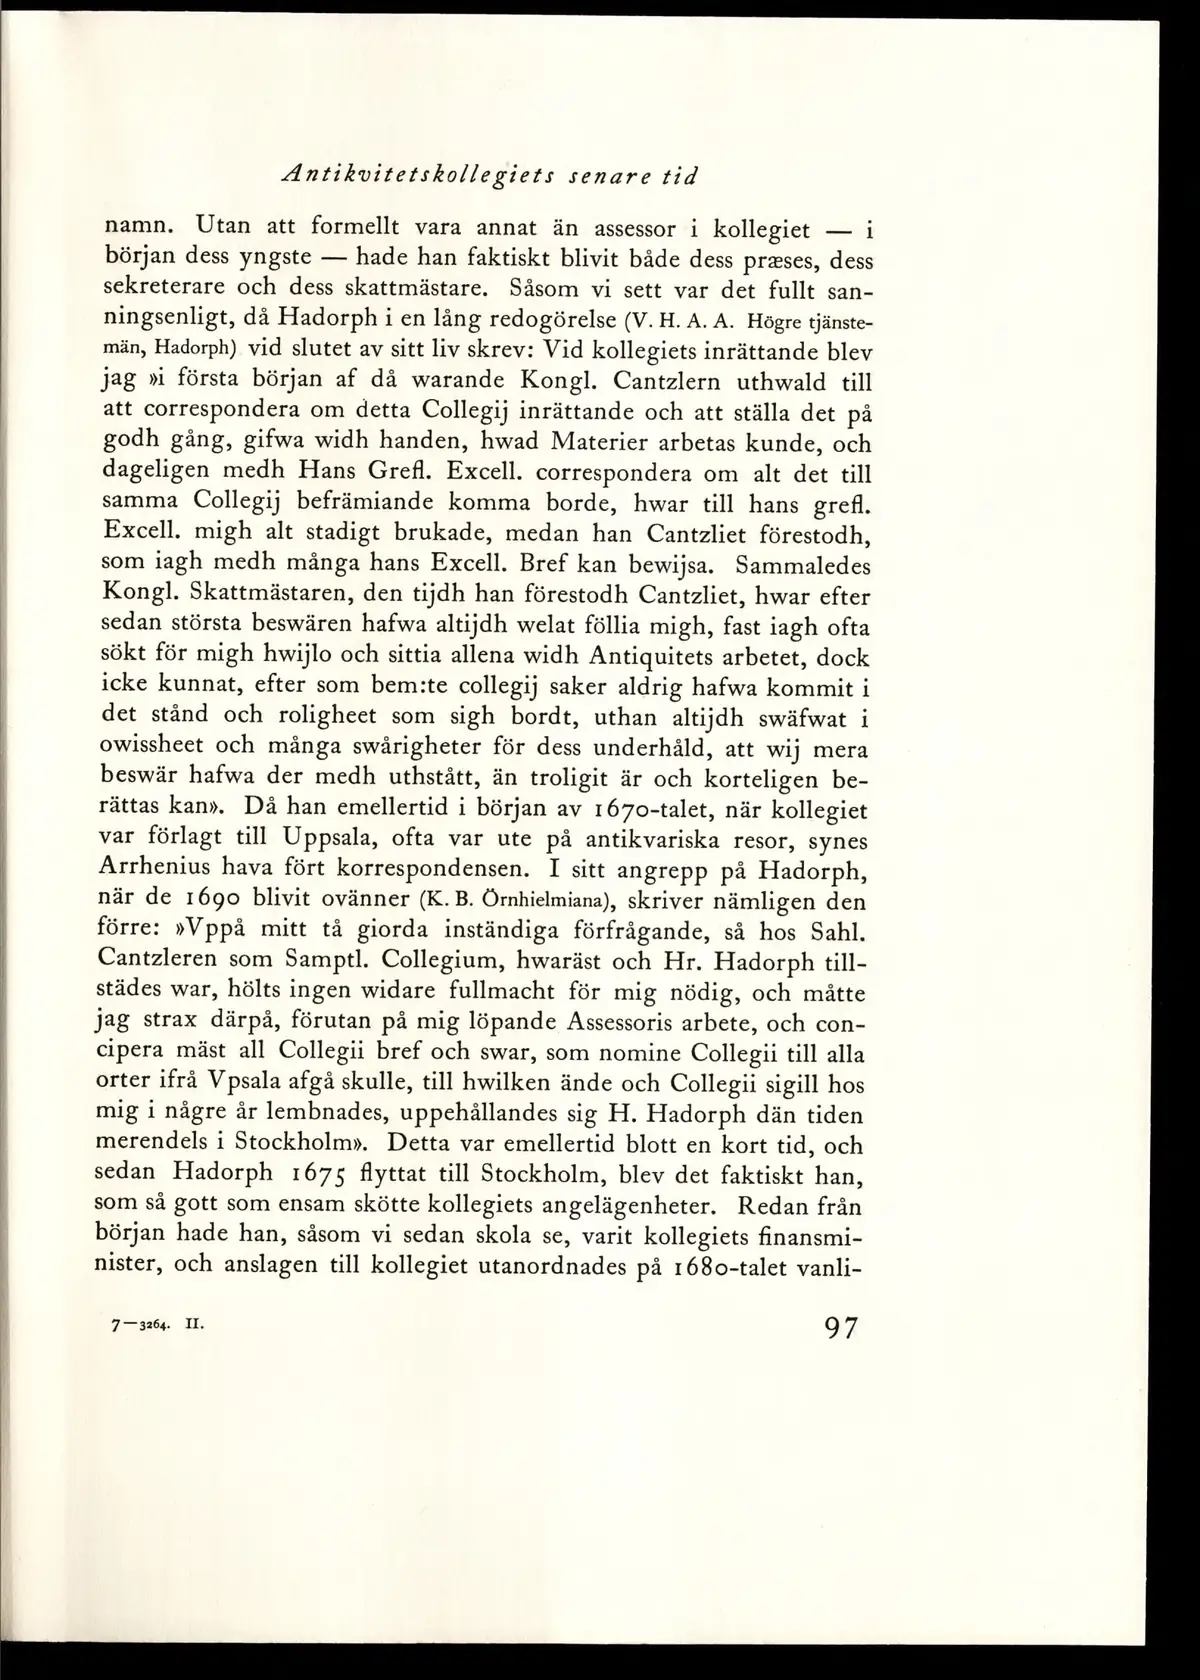 Antikvitetskollegiets senare tid
namn. Utan att formellt vara annat än assessor i kollegiet — i
början dess yngste — hade han faktiskt blivit både dess præses, dess
sekreterare och dess skattmästare. Såsom vi sett var det fullt san-
ningsenligt, då Hadorph i en lång redogörelse (V. H. A. A. Högre tjänste-
män, Hadorph) vid slutet av sitt liv skrev: Vid kollegiets inrättande blev
jag »i första början af då warande Kongl. Cantzlern uthwald till
att correspondera om detta Collegij inrättande och att ställa det på
godh gång, gifwa widh handen, hwad Materier arbetas kunde, och
dageligen medh Hans Grefl. Excell. correspondera om alt det till
samma Collegij befrämiande komma borde, hwar till hans grefl.
Excell. migh alt stadigt brukade, medan han Cantzliet förestodh,
som iagh medh många hans Excell. Bref kan bewijsa. Sammaledes
Kongl. Skattmästaren, den tijdh han förestodh Cantzliet, hwar efter
sedan största beswären hafwa altijdh welat föllia migh, fast iagh ofta
sökt för migh hwijlo och sittia allena widh Antiquitets arbetet, dock
icke kunnat, efter som bem:te collegij saker aldrig hafwa kommit i
det stånd och roligheet som sigh bordt, uthan altijdh swäfwat i
owissheet och många swårigheter för dess underhåld, att wij mera
beswär hafwa der medh uthstått, än troligit är och korteligen be-
rättas kan». Då han emellertid i början av 1670-talet, när kollegiet
var förlagt till Uppsala, ofta var ute på antikvariska resor, synes
Arrhenius hava fört korrespondensen. I sitt angrepp på Hadorph,
när de 1690 blivit ovänner (K. B. Örnhielmiana), skriver nämligen den
förre: »Vppå mitt tå giorda inständiga förfrågande, så hos Sahl.
Cantzleren som Samptl. Collegium, hwaräst och Hr. Hadorph till-
städes war, hölts ingen widare fullmacht för mig nödig, och måtte
jag strax därpå, förutan på mig löpande Assessoris arbete, och con-
cipera mäst all Collegii bref och swar, som nomine Collegii till alla
orter ifrå Vpsala afgå skulle, till hwilken ände och Collegii sigill hos
mig i någre år lembnades, uppehållandes sig H. Hadorph dän tiden
merendels i Stockholm». Detta var emellertid blott en kort tid, och
sedan Hadorph 1675 flyttat till Stockholm, blev det faktiskt han,
som så gott som ensam skötte kollegiets angelägenheter. Redan från
början hade han, såsom vi sedan skola se, varit kollegiets finansmi-
nister, och anslagen till kollegiet utanordnades på 1680-talet vanli-
7—3264. II.
97